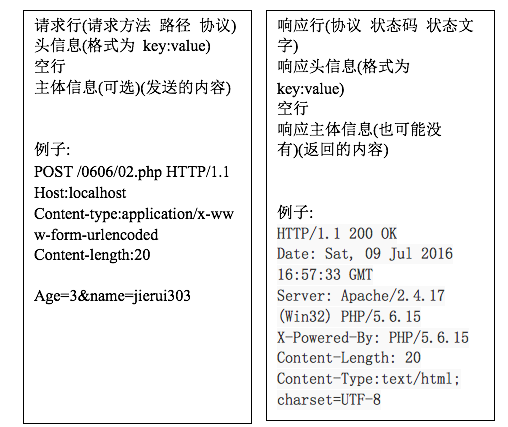 请求行(请求方法 路径 协议)
头信息(格式为 key:value)
空行
主体信息(可选)(发送的内容)
例子:
POST /0606/02.php HTTP/1.1
Host:localhost
Content-type:application/x-ww
w-form-urlencoded
Content-length:20
Age=3&name=jierui303
响应行(协议 状态码 状态文
字)
响应头信息(格式为
key:value)
空行
响应主体信息(也可能没
有)(返回的内容)
例子:
HTTP/1.1 200 OK
Date: Sat, 09 Jul 2016
16:57:33 GMT
Server: Apache/2.4.17
(Win32) PHP/5.6.15
X-Powered-By: PHP/5.6.15
Content-Length: 20
Content-Type:text/html;
charset=UTF-8